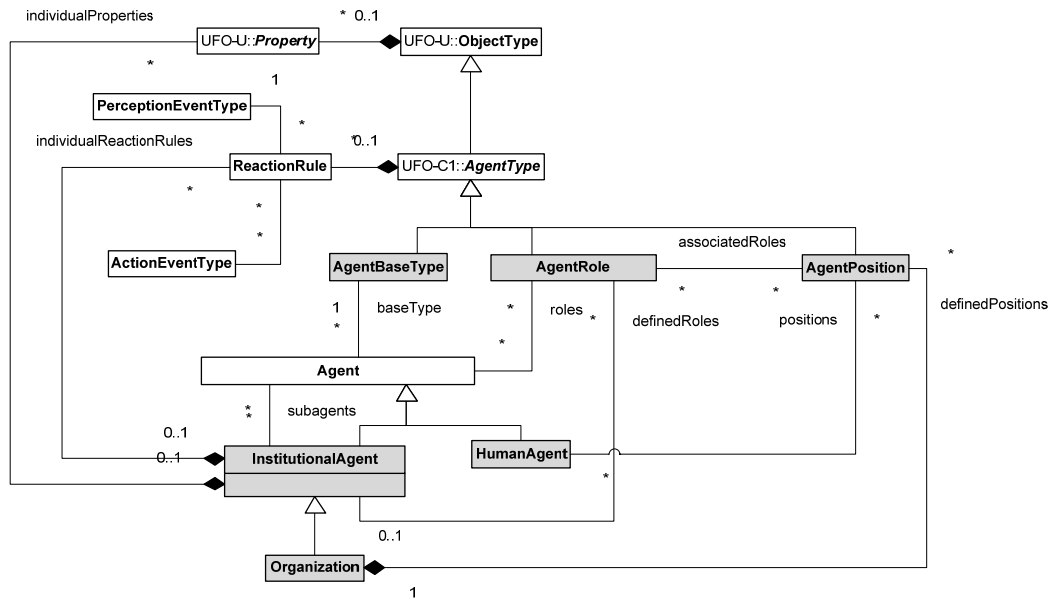 individualProperties
*
0..1
UFO-U::Property
UFO-U::ObjectType
*
1
PerceptionEventType
*
individualReactionRules
*
0..1
ReactionRule
UFO-C1::AgentType
*
*
*
associatedRoles
*
ActionEventType
AgentBaseType
AgentRole
AgentPosition
*
*
definedPositions
1
baseType
*
roles
*
definedRoles
positions
*
*
*
Agent
*
*
subagents
0..1
0..1
InstitutionalAgent
HumanAgent
*
0..1
Organization
1